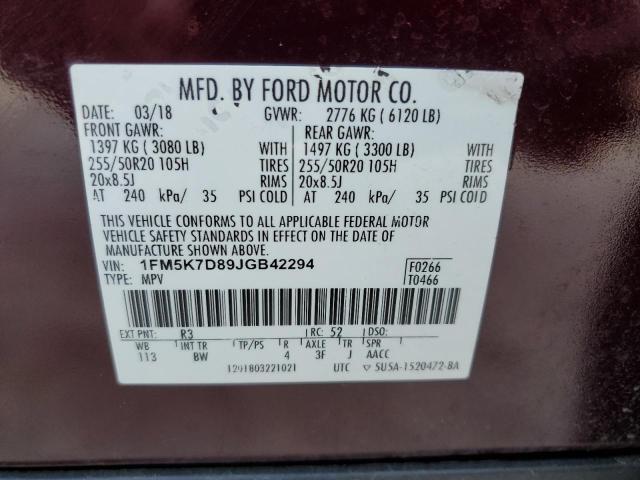 MFD. BY FORD MOTOR CO.
DATE: 03/18 GVWR: 2776 KG ( 6120 LB)
FRONT GAWR: REAR GAWR:
1397 KG ( 3080 LB) WITH 1497 KG ( 3300 LB) WITH
255/50R20 105H TIRES 255/50R20 105H TIRES
20x8.5J RIMS 20x8.5J RIMS
AT 240 kPa/ 35 PSI COLD AT 240 kPa/ 35 PSI COLD
THIS VEHICLE CONFORMS TO ALL APPLICABLE FEDERAL MOTOR
VEHICLE SAFETY STANDARDS IN EFFECT ON THE DATE OF
MANUFACTURE SHOWN ABOVE.
VIN: 1FM5K7D89JGB42294 F0266
TYPE: MPV T0466
EXT PNT: R3 RC: 52 DSO:
WB INT TR TP/PS R AXLE TR SPR
113 BW 4 3F J AACC
1291803221021 UTC ▽ 5U5A-1520472-BA